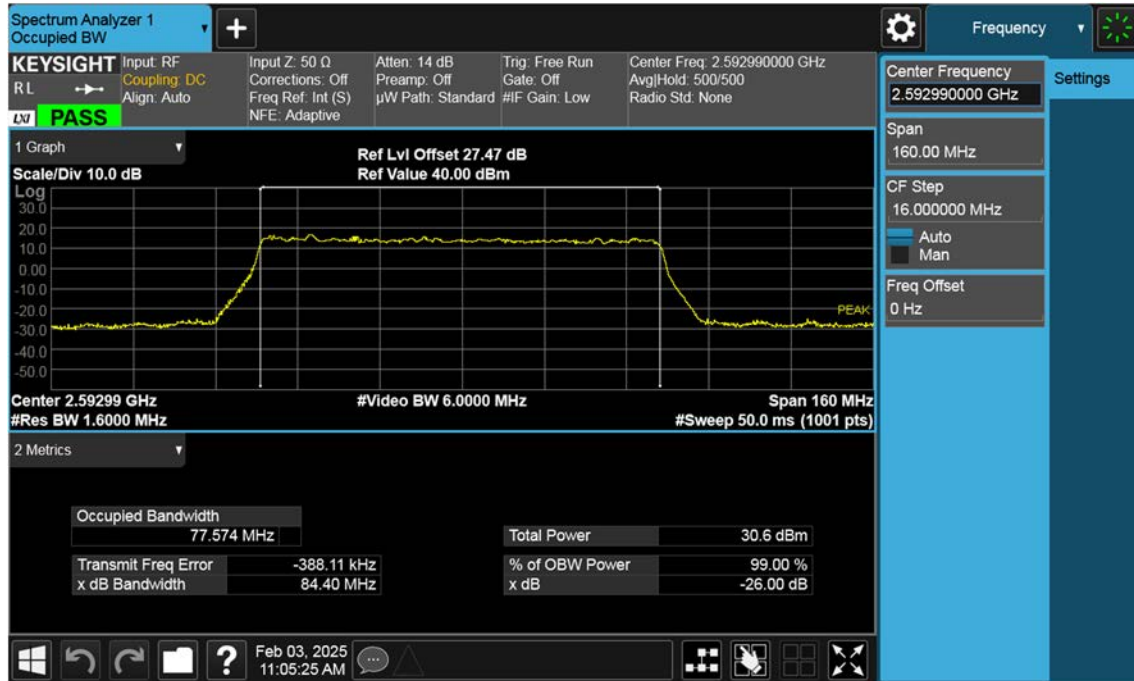 Spectrum Analyzer 1
Occupied BW
+
Frequency
KEYSIGHT
RL
LXI PASS
Input: RF
Coupling: DC
Align: Auto
Input Z: 50 Ω
Corrections: Off
Freq Ref: Int (S)
NFE: Adaptive
Atten: 14 dB
Preamp: Off
µW Path: Standard
Trig: Free Run
Gate: Off
#IF Gain: Low
Center Freq: 2.592990000 GHz
Avg|Hold: 500/500
Radio Std: None
Center Frequency
2.592990000 GHz
Settings
Span
160.00 MHz
CF Step
16.000000 MHz
Auto
Man
Freq Offset
0 Hz
1 Graph
Scale/Div 10.0 dB
Ref Lvl Offset 27.47 dB
Ref Value 40.00 dBm
Log
30.0
20.0
10.0
0.00
-10.0
-20.0
-30.0
-40.0
-50.0
PEAK
Center 2.59299 GHz
#Video BW 6.0000 MHz
Span 160 MHz
#Res BW 1.6000 MHz
#Sweep 50.0 ms (1001 pts)
2 Metrics
Occupied Bandwidth
77.574 MHz
Total Power 30.6 dBm
Transmit Freq Error -388.11 kHz
% of OBW Power 99.00 %
x dB Bandwidth 84.40 MHz
x dB -26.00 dB
?
Feb 03, 2025
11:05:25 AM